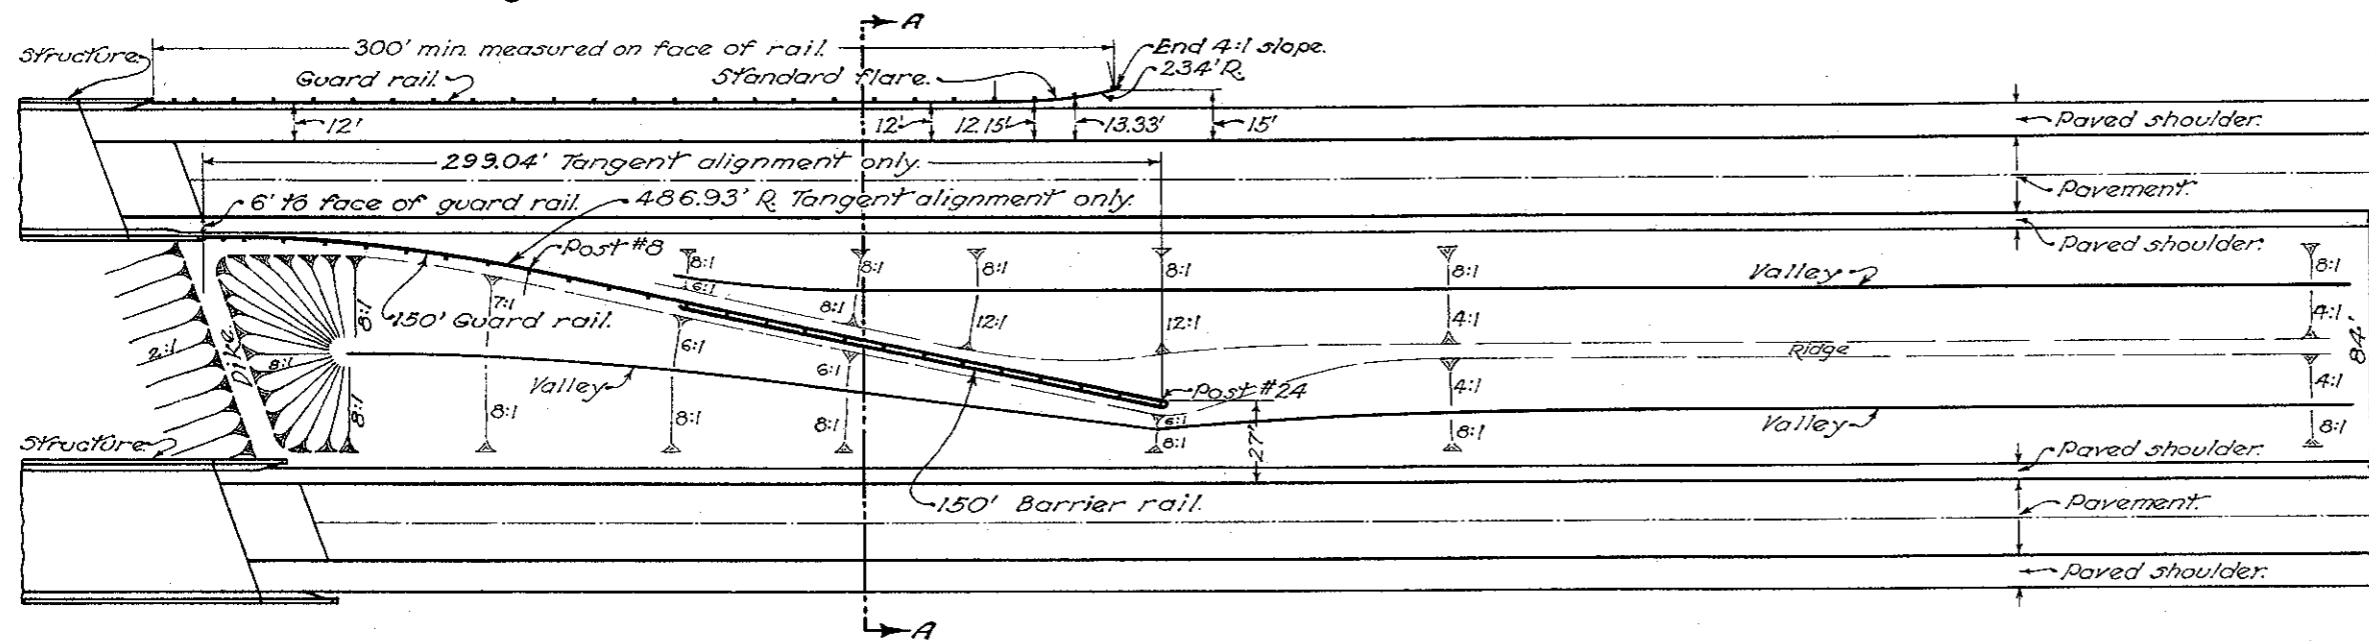 A
300' min. measured on face of rail.
End 4:1 slope.
Structure.
234' R.
Guard rail.
Standard flare.
12'
12'
12.15'
13.33'
15'
Paved shoulder.
299.04' Tangent alignment only.
Pavement.
6' to face of guard rail.
486.93' R. Tangent alignment only.
Paved shoulder.
Post #8
8:1
8:1
8:1
8:1
8:1
8:1
Valley
6:1
7:1
8:1
8:1
150' Guard rail.
12:1
12:1
4:1
4:1
2:1
Dike.
8:1
6:1
6:1
Ridge
84'
Valley
Post #24
4:1
4:1
8:1
8:1
8:1
8:1
6:1
8:1
8:1
8:1
27'
Valley
Structure.
Paved shoulder.
150' Barrier rail.
Pavement.
Paved shoulder.
A